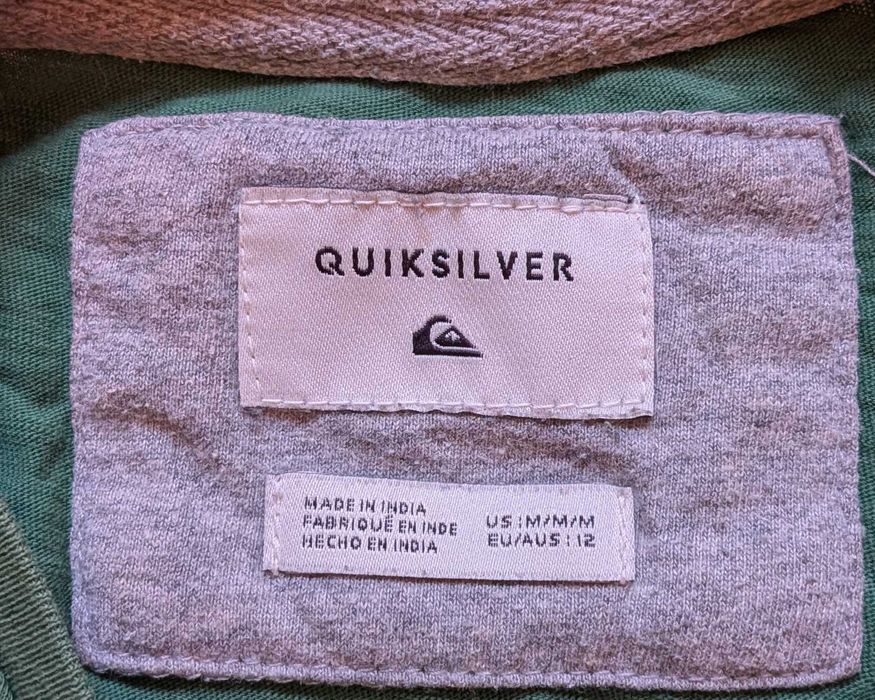 QUIKSILVER
MADE IN INDIA
FABRIQUÉ EN INDE
HECHO EN INDIA
US : M/M/M
EU/AUS : 12